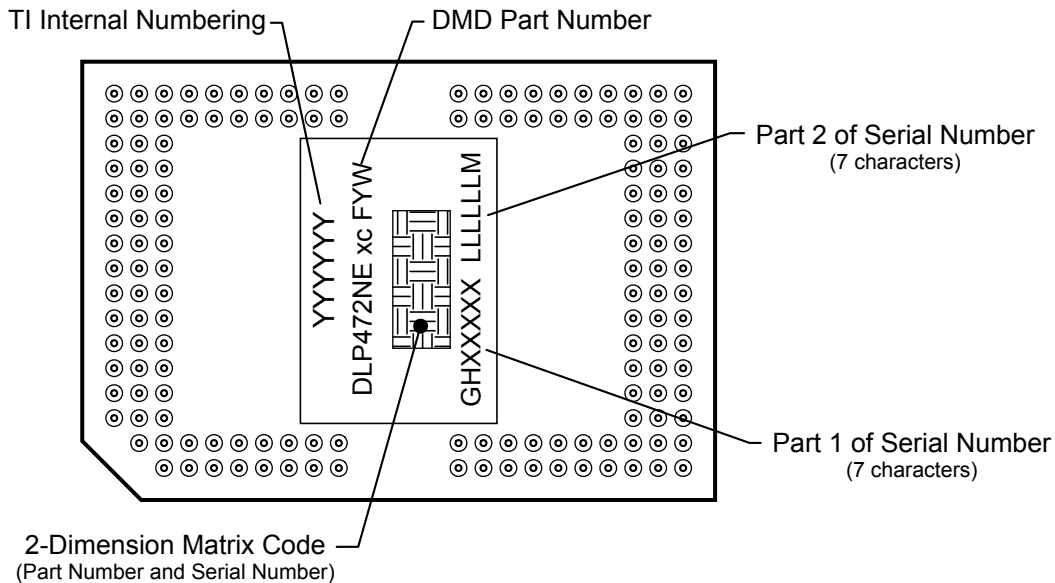 TI Internal Numbering
DMD Part Number
Part 2 of Serial Number
(7 characters)
YYYYYYY
DLP472NE xc FYW
GHXXXXX LLLLLLM
Part 1 of Serial Number
(7 characters)
2-Dimension Matrix Code
(Part Number and Serial Number)